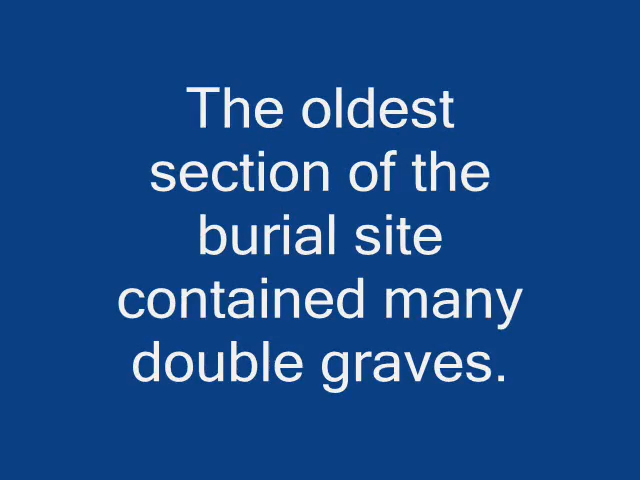 The oldest
section of the
burial site
contained many
double graves.